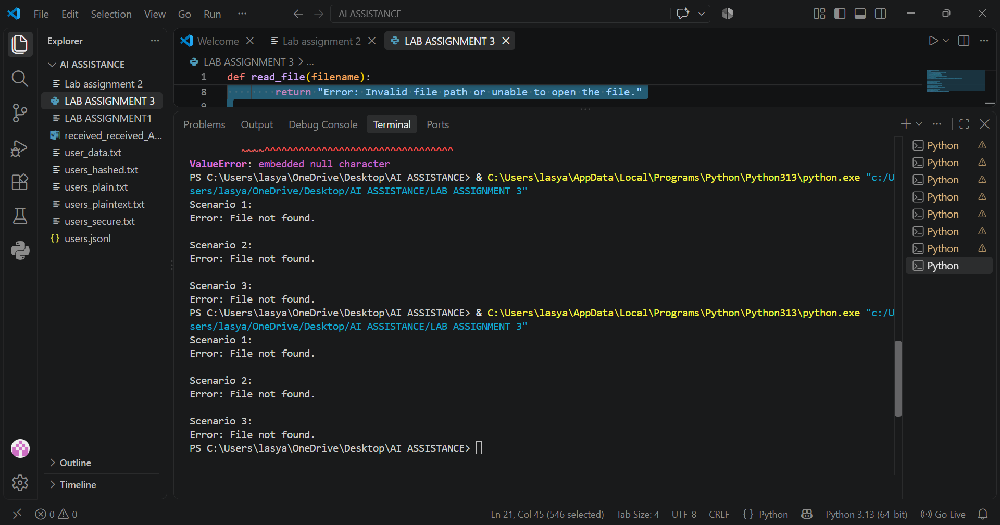 File Edit Selection View Go Run ··· AI ASSISTANCE
Explorer ···
AI ASSISTANCE
Lab assignment 2
LAB ASSIGNMENT 3
LAB ASSIGNMENT1
received_received_A...
user_data.txt
users_hashed.txt
users_plain.txt
users_plaintext.txt
users_secure.txt
{} users.jsonl
Outline
Timeline
Welcome Lab assignment 2 LAB ASSIGNMENT 3
LAB ASSIGNMENT 3 > ...
1 def read_file(filename):
8 return "Error: Invalid file path or unable to open the file."
9
Problems Output Debug Console Terminal Ports
~~~~^^^^^^^^^^^^^^^^^^^^^^^^^^^^^^^^^
ValueError: embedded null character
PS C:\Users\lasya\OneDrive\Desktop\AI ASSISTANCE> & C:\Users\lasya\AppData\Local\Programs\Python\Python313\python.exe "c:/U
sers/lasya/OneDrive/Desktop/AI ASSISTANCE/LAB ASSIGNMENT 3"
Scenario 1:
Error: File not found.
Scenario 2:
Error: File not found.
Scenario 3:
Error: File not found.
PS C:\Users\lasya\OneDrive\Desktop\AI ASSISTANCE> & C:\Users\lasya\AppData\Local\Programs\Python\Python313\python.exe "c:/U
sers/lasya/OneDrive/Desktop/AI ASSISTANCE/LAB ASSIGNMENT 3"
Scenario 1:
Error: File not found.
Scenario 2:
Error: File not found.
Scenario 3:
Error: File not found.
PS C:\Users\lasya\OneDrive\Desktop\AI ASSISTANCE>
Python
Python
Python
Python
Python
Python
Python
Python
0 0 Ln 21, Col 45 (546 selected) Tab Size: 4 UTF-8 CRLF {} Python Python 3.13 (64-bit) Go Live